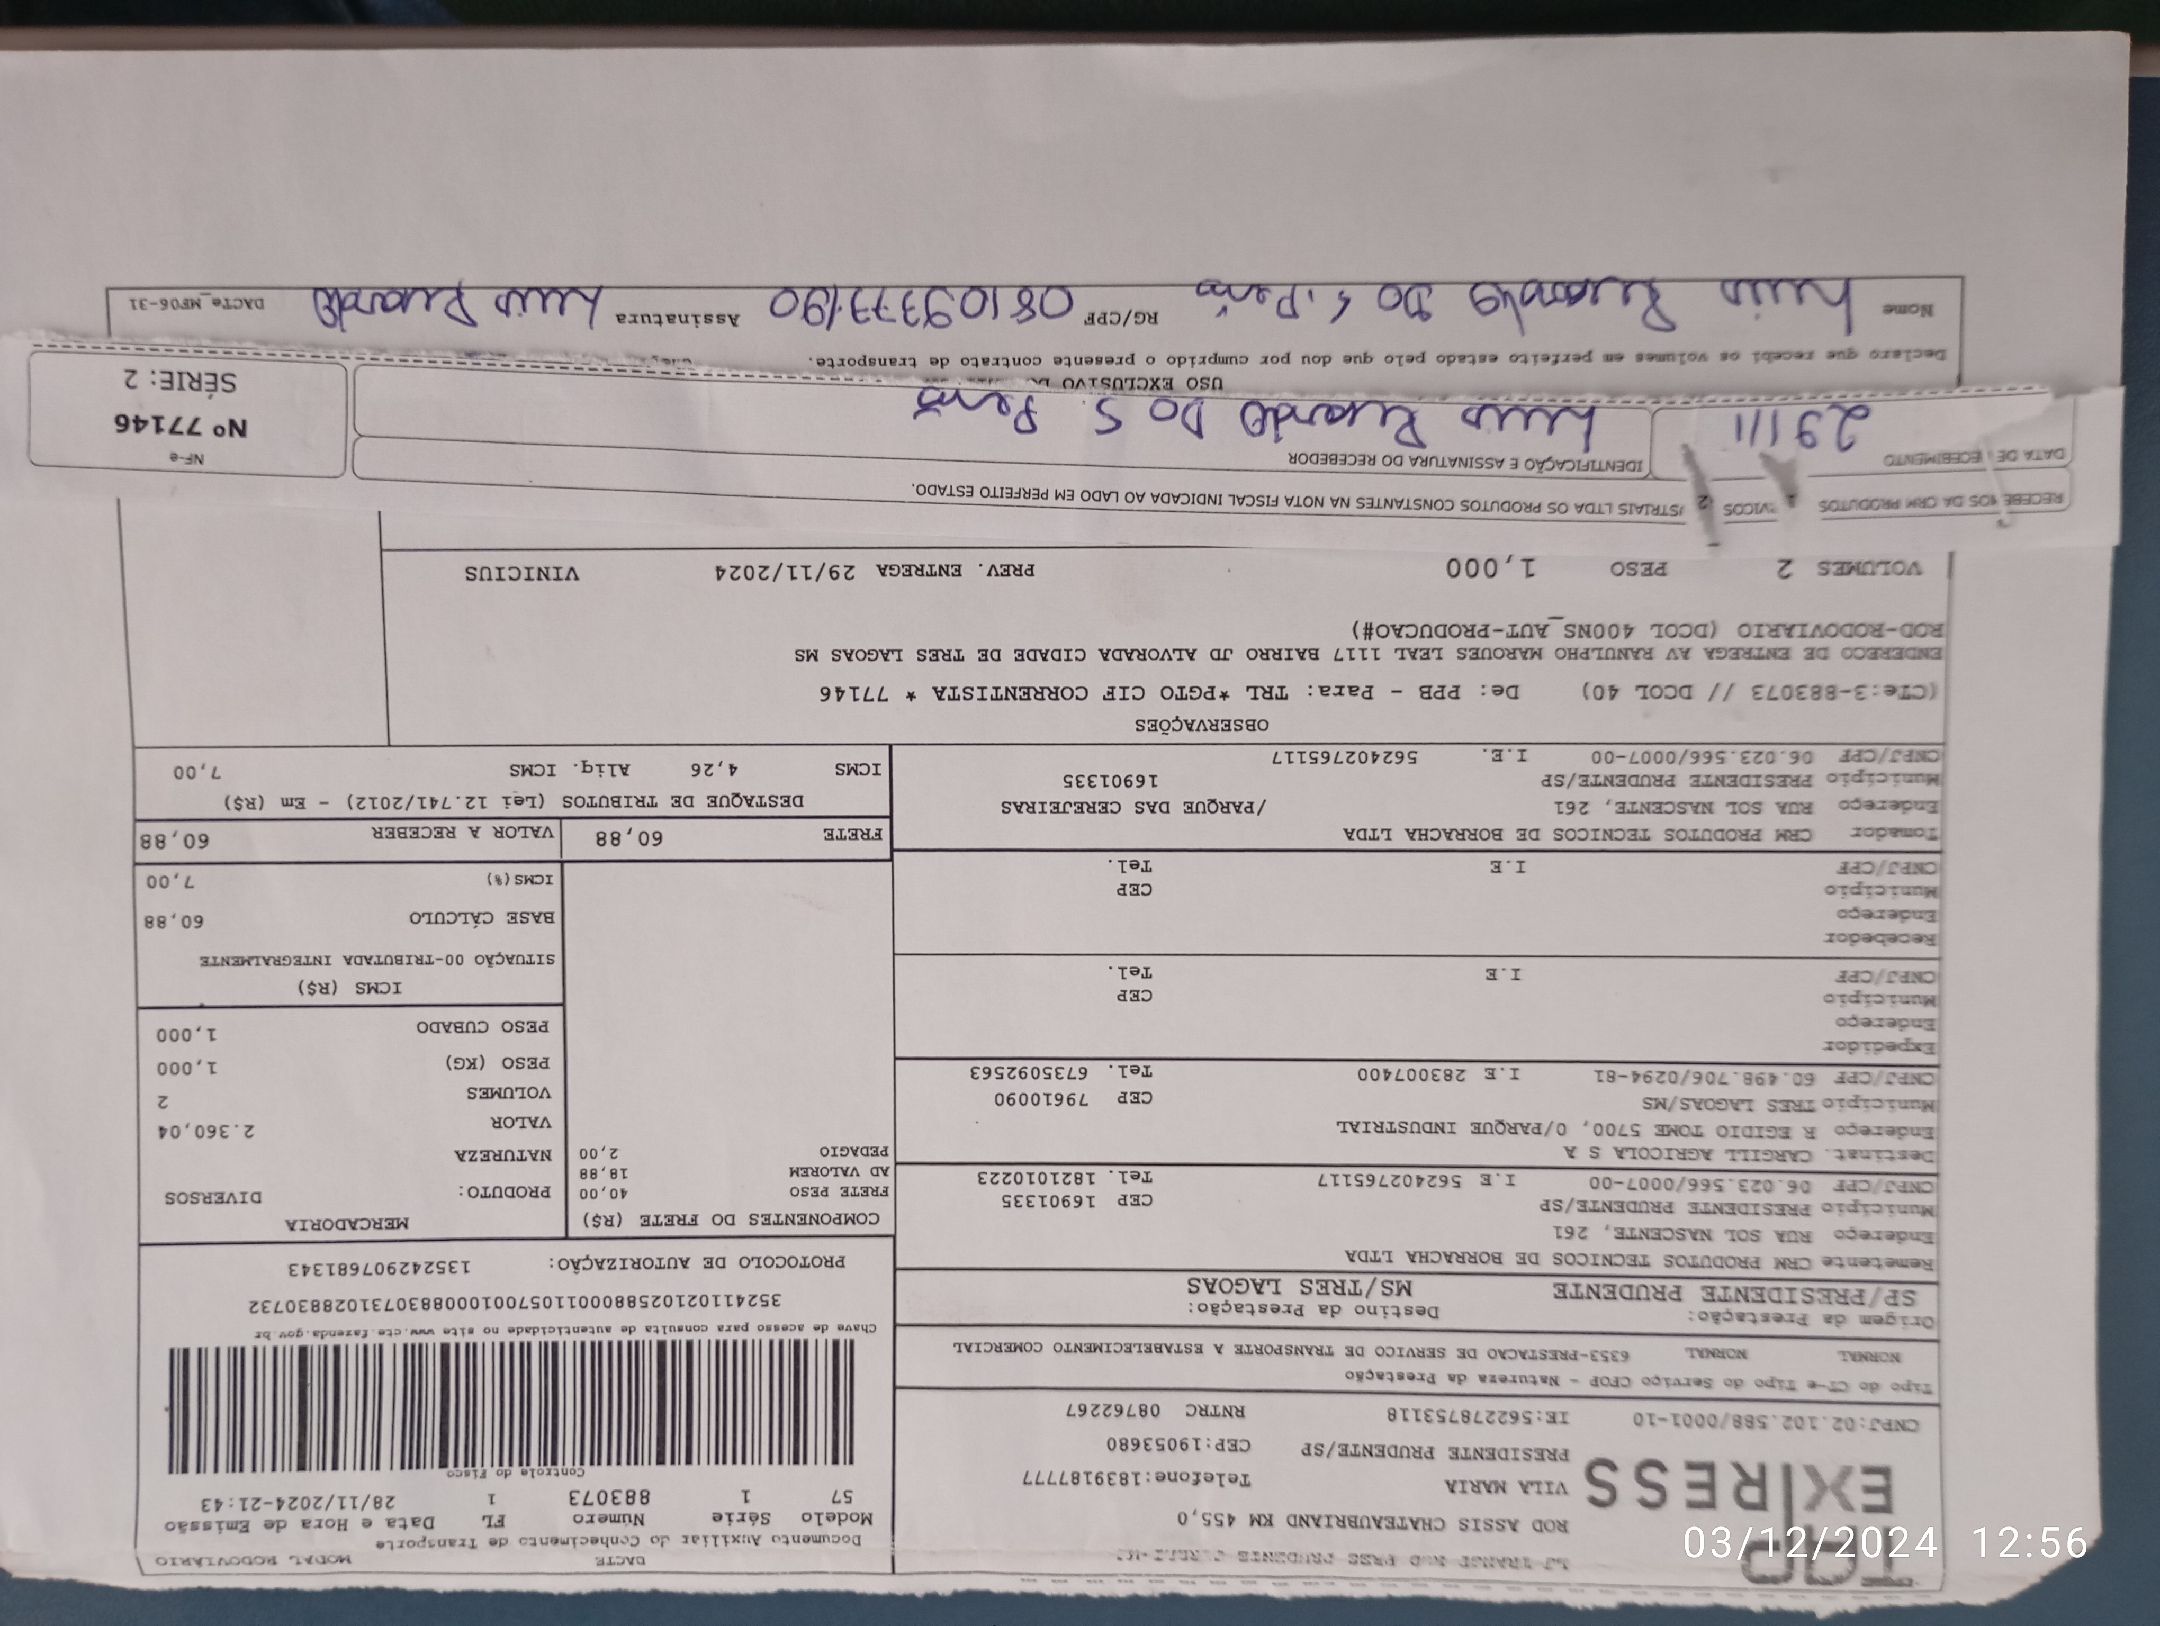 DACTE MODAL RODOVIÁRIO
Documento Auxiliar do Conhecimento de Transporte
Modelo Série Número FL Data e Hora de Emissão
57 1 883073 1 28/11/2024-21:43
Controle do Fisco
Chave de acesso para consulta de autenticidade no site www.cte.fazenda.gov.br
PROTOCOLO DE AUTORIZAÇÃO: 135242907681343
EX RESS
ROD ASSIS CHATEAUBRIAND KM 455,0
VILA MARIA Telefone:18391877777
PRESIDENTE PRUDENTE/SP CEP:19053680
CNPJ:02.102.588/0001-10 IE:562278753118 RNTRC 08762267
Tipo do CT-e Tipo do Serviço CFOP - Natureza da Prestação
NORMAL NORMAL 6353-PRESTACAO DE SERVICO DE TRANSPORTE A ESTABELECIMENTO COMERCIAL
Origem da Prestação: Destino da Prestação:
SP/PRESIDENTE PRUDENTE MS/TRES LAGOAS
Remetente CRM PRODUTOS TECNICOS DE BORRACHA LTDA
Endereço RUA SOL NASCENTE, 261
Município PRESIDENTE PRUDENTE/SP CEP 16901335
CNPJ/CPF 06.023.566/0007-00 I.E 562402765117 Tel. 1821010223
Destinat. CARGILL AGRICOLA S A
Endereço R EGIDIO TOME 5700, 0/PARQUE INDUSTRIAL
Município TRES LAGOAS/MS CEP 79610090
CNPJ/CPF 60.498.706/0294-81 I.E 283007400 Tel. 6735092563
Expedidor
Endereço
Município CEP
CNPJ/CPF I.E Tel.
Recebedor
Endereço
Município CEP
CNPJ/CPF I.E Tel.
Tomador CRM PRODUTOS TECNICOS DE BORRACHA LTDA
Endereço RUA SOL NASCENTE, 261 /PARQUE DAS CEREJEIRAS
Município PRESIDENTE PRUDENTE/SP 16901335
CNPJ/CPF 06.023.566/0007-00 I.E. 562402765117
COMPONENTES DO FRETE (R$)
FRETE PESO 40,00
AD VALOREM 18,88
PEDAGIO 2,00
MERCADORIA
PRODUTO: DIVERSOS
NATUREZA
VALOR 2.360,04
VOLUMES 2
PESO (KG) 1,000
PESO CUBADO 1,000
ICMS (R$)
SITUAÇÃO 00-TRIBUTADA INTEGRALMENTE
BASE CÁLCULO 60,88
ICMS(%) 7,00
FRETE 60,88 VALOR A RECEBER 60,88
DESTAQUE DE TRIBUTOS (Lei 12.741/2012) - Em (R$)
ICMS 4,26 Aliq. ICMS 7,00
OBSERVAÇÕES
(CTe:3-883073 // DCOL 40) De: PPB - Para: TRL *PGTO CIF CORRENTISTA * 77146
ENDERECO DE ENTREGA AV RANULPHO MARQUES LEAL 1117 BAIRRO JD ALVORADA CIDADE DE TRES LAGOAS MS
ROD-RODOVIARIO (DCOL 400NS_AUT-PRODUCAO#)
VOLUMES 2 PESO 1,000 PREV. ENTREGA 29/11/2024 VINICIUS
DA CRM PRODUTOS LTDA OS PRODUTOS CONSTANTES NA NOTA FISCAL INDICADA AO LADO EM PERFEITO ESTADO.
DATA DE
29/11
IDENTIFICAÇÃO E ASSINATURA DO RECEBEDOR
Do S.
NF-e
Nº 77146
SÉRIE: 2
USO EXCLUSIVO
Declaro que recebi os volumes em perfeito estado pelo que dou por cumprido o presente contrato de transporte.
Nome Do S. RG/CPF Assinatura DACTe_MF06-31
03/12/2024 12:56